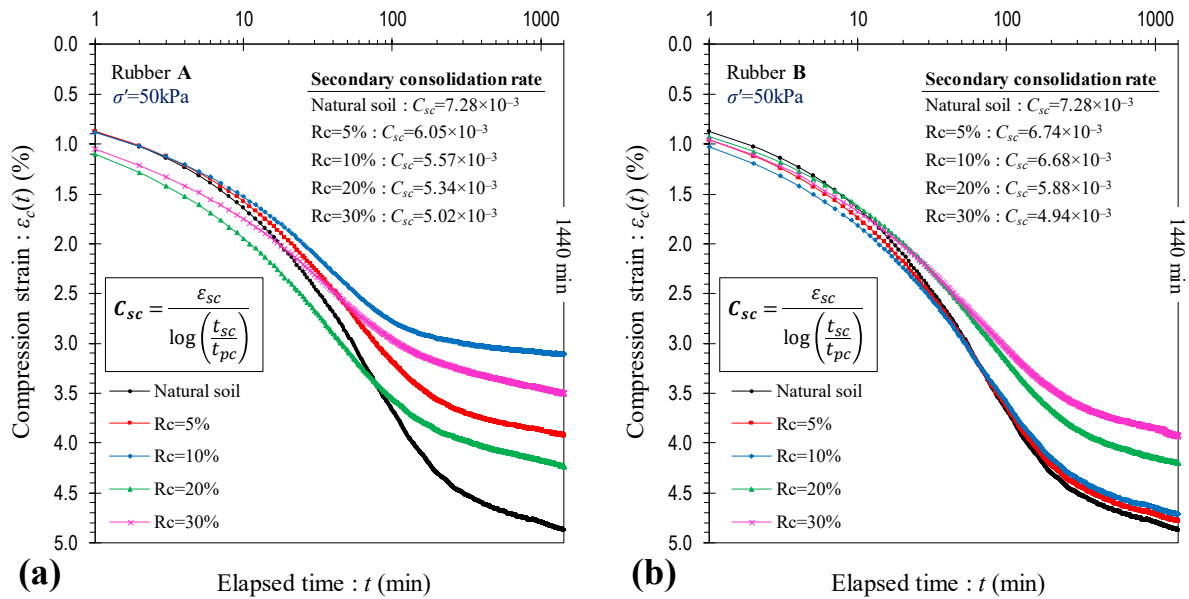 1 10 100 1000
0.0
0.5
1.0
1.5
2.0
2.5
3.0
3.5
4.0
4.5
5.0
Compression strain : εc(t) (%)
Rubber A
σ′=50kPa
Secondary consolidation rate
Natural soil : Csc=7.28×10⁻³
Rc=5% : Csc=6.05×10⁻³
Rc=10% : Csc=5.57×10⁻³
Rc=20% : Csc=5.34×10⁻³
Rc=30% : Csc=5.02×10⁻³
1440 min
Csc = εsc / log (tsc / tpc)
Natural soil
Rc=5%
Rc=10%
Rc=20%
Rc=30%
(a)
Elapsed time : t (min)
1 10 100 1000
0.0
0.5
1.0
1.5
2.0
2.5
3.0
3.5
4.0
4.5
5.0
Compression strain : εc(t) (%)
Rubber B
σ′=50kPa
Secondary consolidation rate
Natural soil : Csc=7.28×10⁻³
Rc=5% : Csc=6.74×10⁻³
Rc=10% : Csc=6.68×10⁻³
Rc=20% : Csc=5.88×10⁻³
Rc=30% : Csc=4.94×10⁻³
1440 min
Csc = εsc / log (tsc / tpc)
Natural soil
Rc=5%
Rc=10%
Rc=20%
Rc=30%
(b)
Elapsed time : t (min)